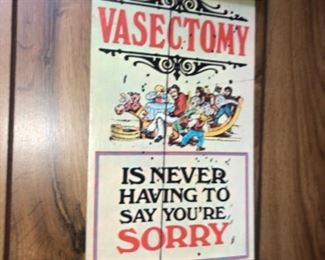 VASECTOMY
IS NEVER
HAVING TO
SAY YOU'RE
SORRY